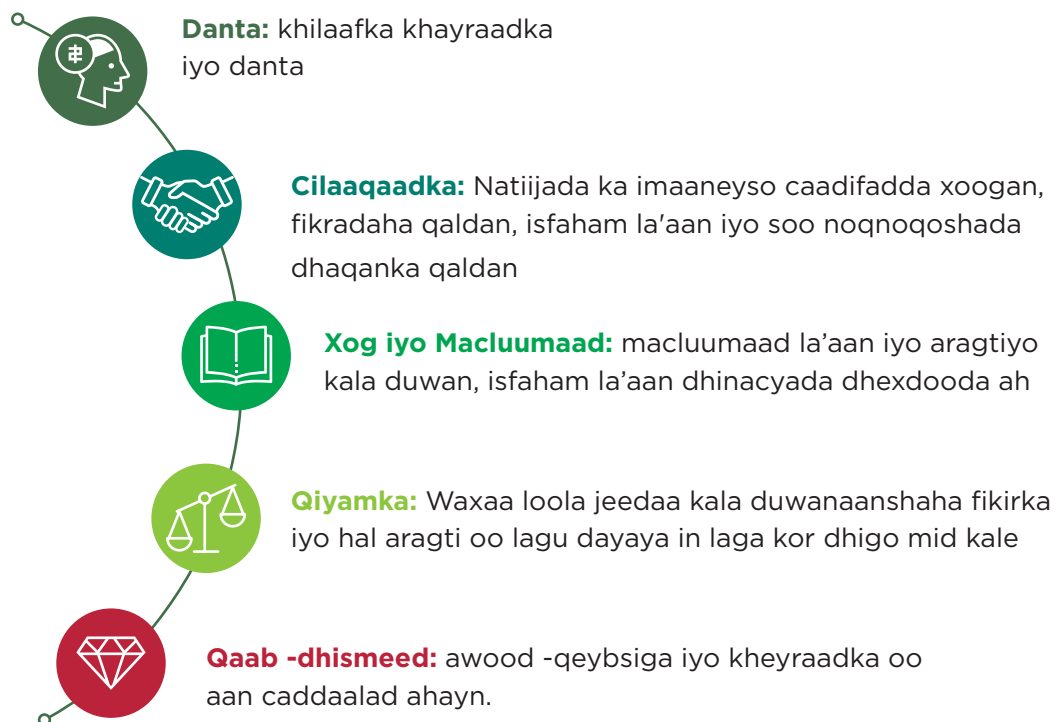 Danta: khilaafka khayraadka
iyo danta
Cilaaqaadka: Natiijada ka imaaneyso caadifadda xoogan,
fikradaha qaldan, isfaham la'aan iyo soo noqnoqoshada
dhaqanka qaldan
Xog iyo Macluumaad: macluumaad la’aan iyo aragtiyo
kala duwan, isfaham la’aan dhinacyada dhexdooda ah
Qiyamka: Waxaa loola jeedaa kala duwanaanshaha fikirka
iyo hal aragti oo lagu dayaya in laga kor dhigo mid kale
Qaab -dhismeed: awood -qeybsiga iyo kheyraadka oo
aan caddaalad ahayn.